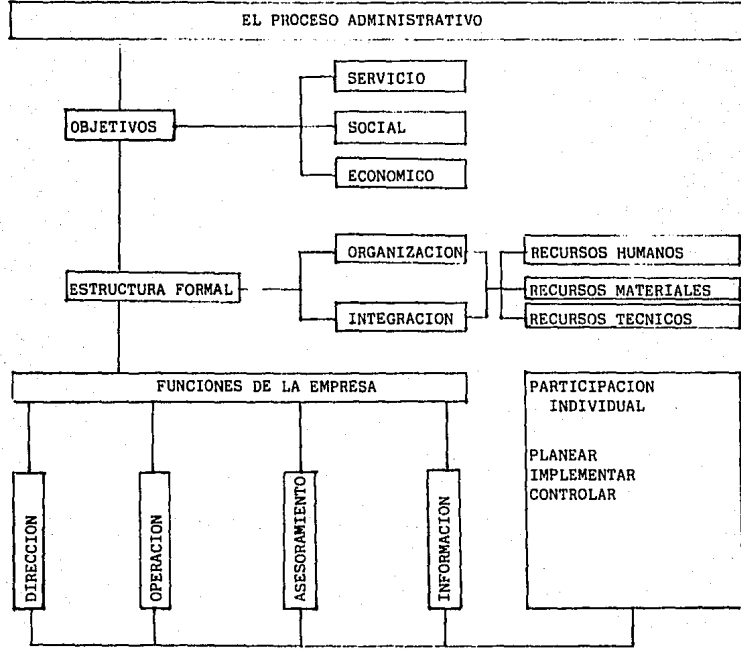 EL PROCESO ADMINISTRATIVO
SERVICIO
OBJETIVOS
SOCIAL
ECONOMICO
ORGANIZACION
RECURSOS HUMANOS
ESTRUCTURA FORMAL
RECURSOS MATERIALES
INTEGRACION
RECURSOS TECNICOS
FUNCIONES DE LA EMPRESA
PARTICIPACION
INDIVIDUAL
PLANEAR
IMPLEMENTAR
CONTROLAR
DIRECCION
OPERACION
ASESORAMIENTO
INFORMACION